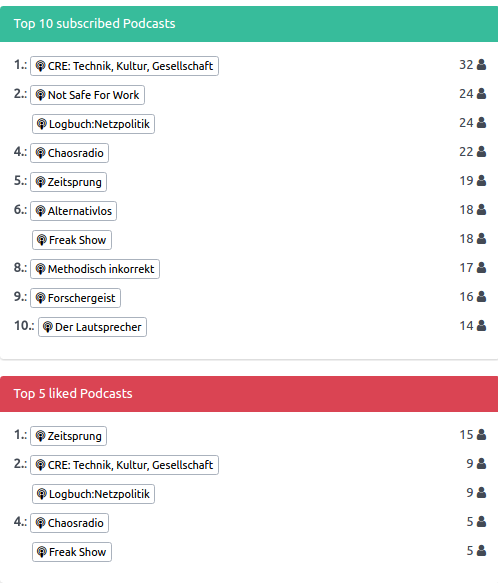 Top 10 subscribed Podcasts
1.: CRE: Technik, Kultur, Gesellschaft 32
2.: Not Safe For Work 24
Logbuch:Netzpolitik 24
4.: Chaosradio 22
5.: Zeitsprung 19
6.: Alternativlos 18
Freak Show 18
8.: Methodisch inkorrekt 17
9.: Forschergeist 16
10.: Der Lautsprecher 14
Top 5 liked Podcasts
1.: Zeitsprung 15
2.: CRE: Technik, Kultur, Gesellschaft 9
Logbuch:Netzpolitik 9
4.: Chaosradio 5
Freak Show 5